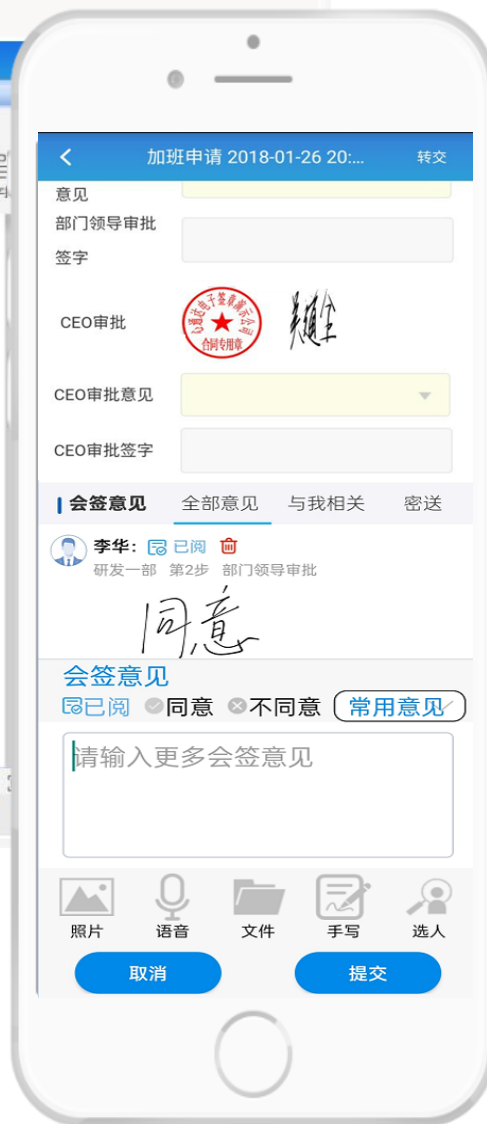 加班申请 2018-01-26 20:...
转交
意见
部门领导审批
签字
CEO审批
合同专用章
CEO审批意见
CEO审批签字
会签意见 全部意见 与我相关 密送
李华: 已阅
研发一部 第2步 部门领导审批
同意
会签意见
已阅 同意 不同意 常用意见
请输入更多会签意见
照片 语音 文件 手写 选人
取消 提交